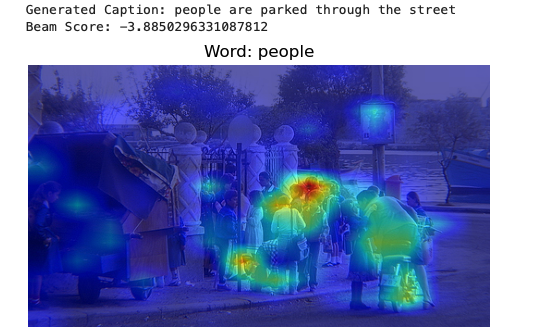 Generated Caption: people are parked through the street
Beam Score: −3.8850296331087812
Word: people